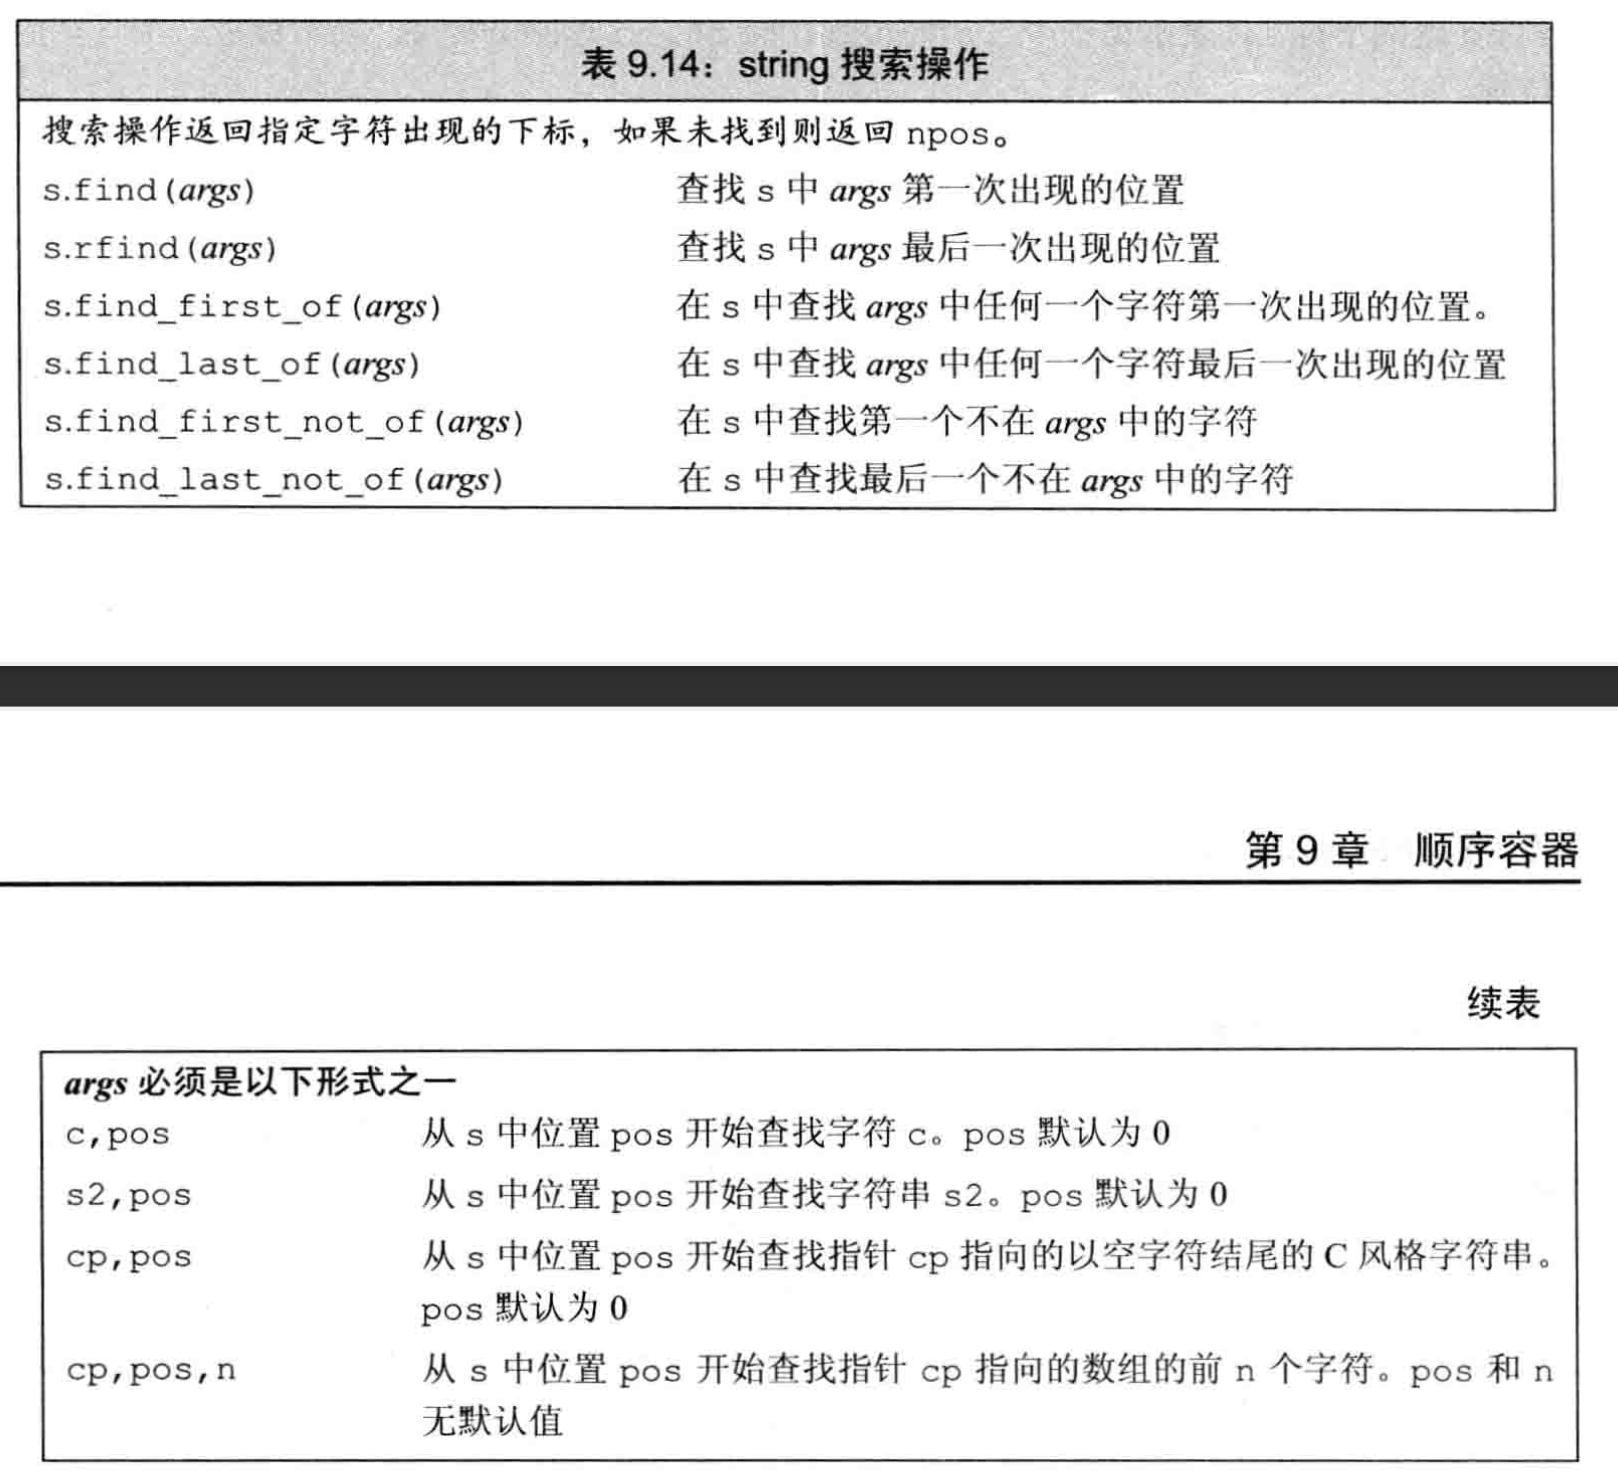 表 9.14：string 搜索操作
搜索操作返回指定字符出现的下标，如果未找到则返回 npos。
s.find(args) 查找 s 中 args 第一次出现的位置
s.rfind(args) 查找 s 中 args 最后一次出现的位置
s.find_first_of(args) 在 s 中查找 args 中任何一个字符第一次出现的位置。
s.find_last_of(args) 在 s 中查找 args 中任何一个字符最后一次出现的位置
s.find_first_not_of(args) 在 s 中查找第一个不在 args 中的字符
s.find_last_not_of(args) 在 s 中查找最后一个不在 args 中的字符
第 9 章 顺序容器
续表
args 必须是以下形式之一
c,pos 从 s 中位置 pos 开始查找字符 c。pos 默认为 0
s2,pos 从 s 中位置 pos 开始查找字符串 s2。pos 默认为 0
cp,pos 从 s 中位置 pos 开始查找指针 cp 指向的以空字符结尾的 C 风格字符串。
pos 默认为 0
cp,pos,n 从 s 中位置 pos 开始查找指针 cp 指向的数组的前 n 个字符。pos 和 n
无默认值